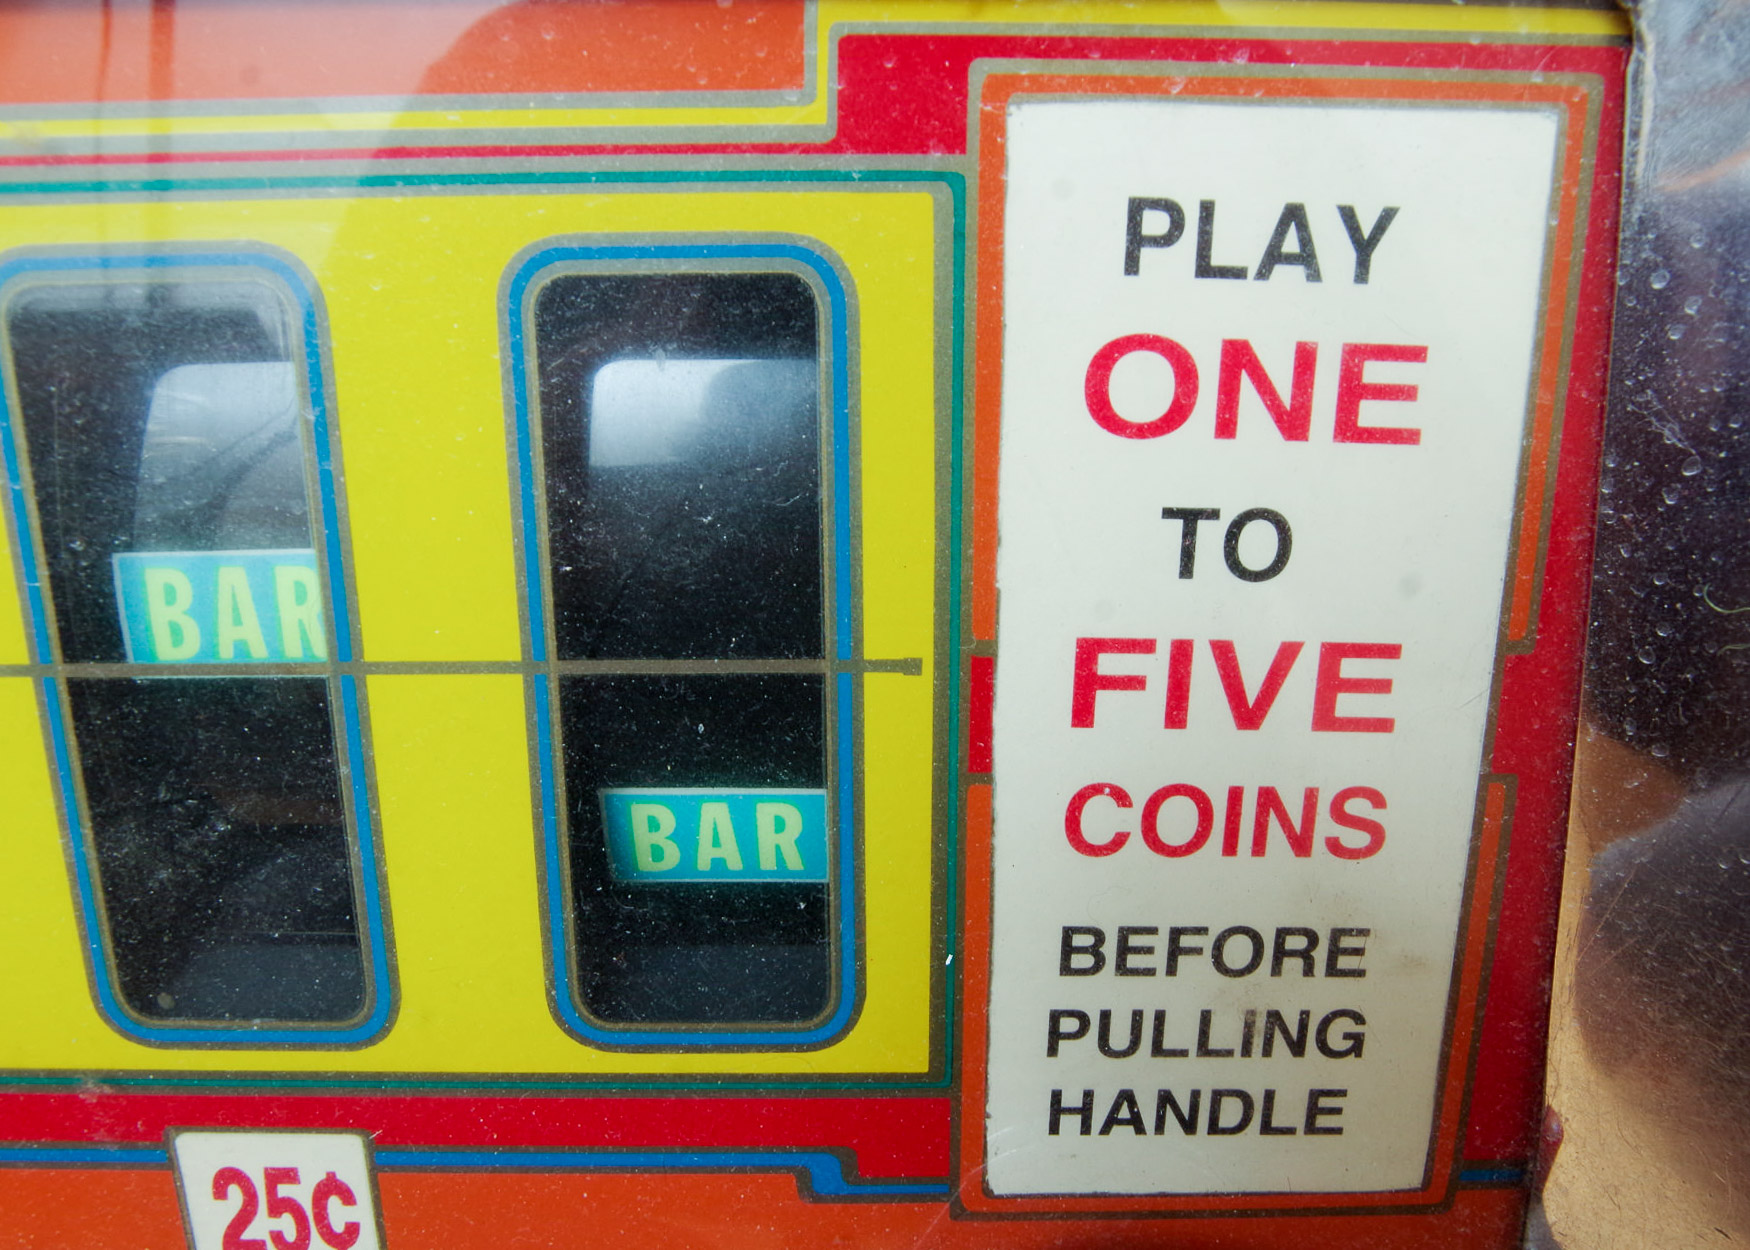 PLAY
ONE
TO
FIVE
COINS
BEFORE
PULLING
HANDLE
BAR
BAR
25¢